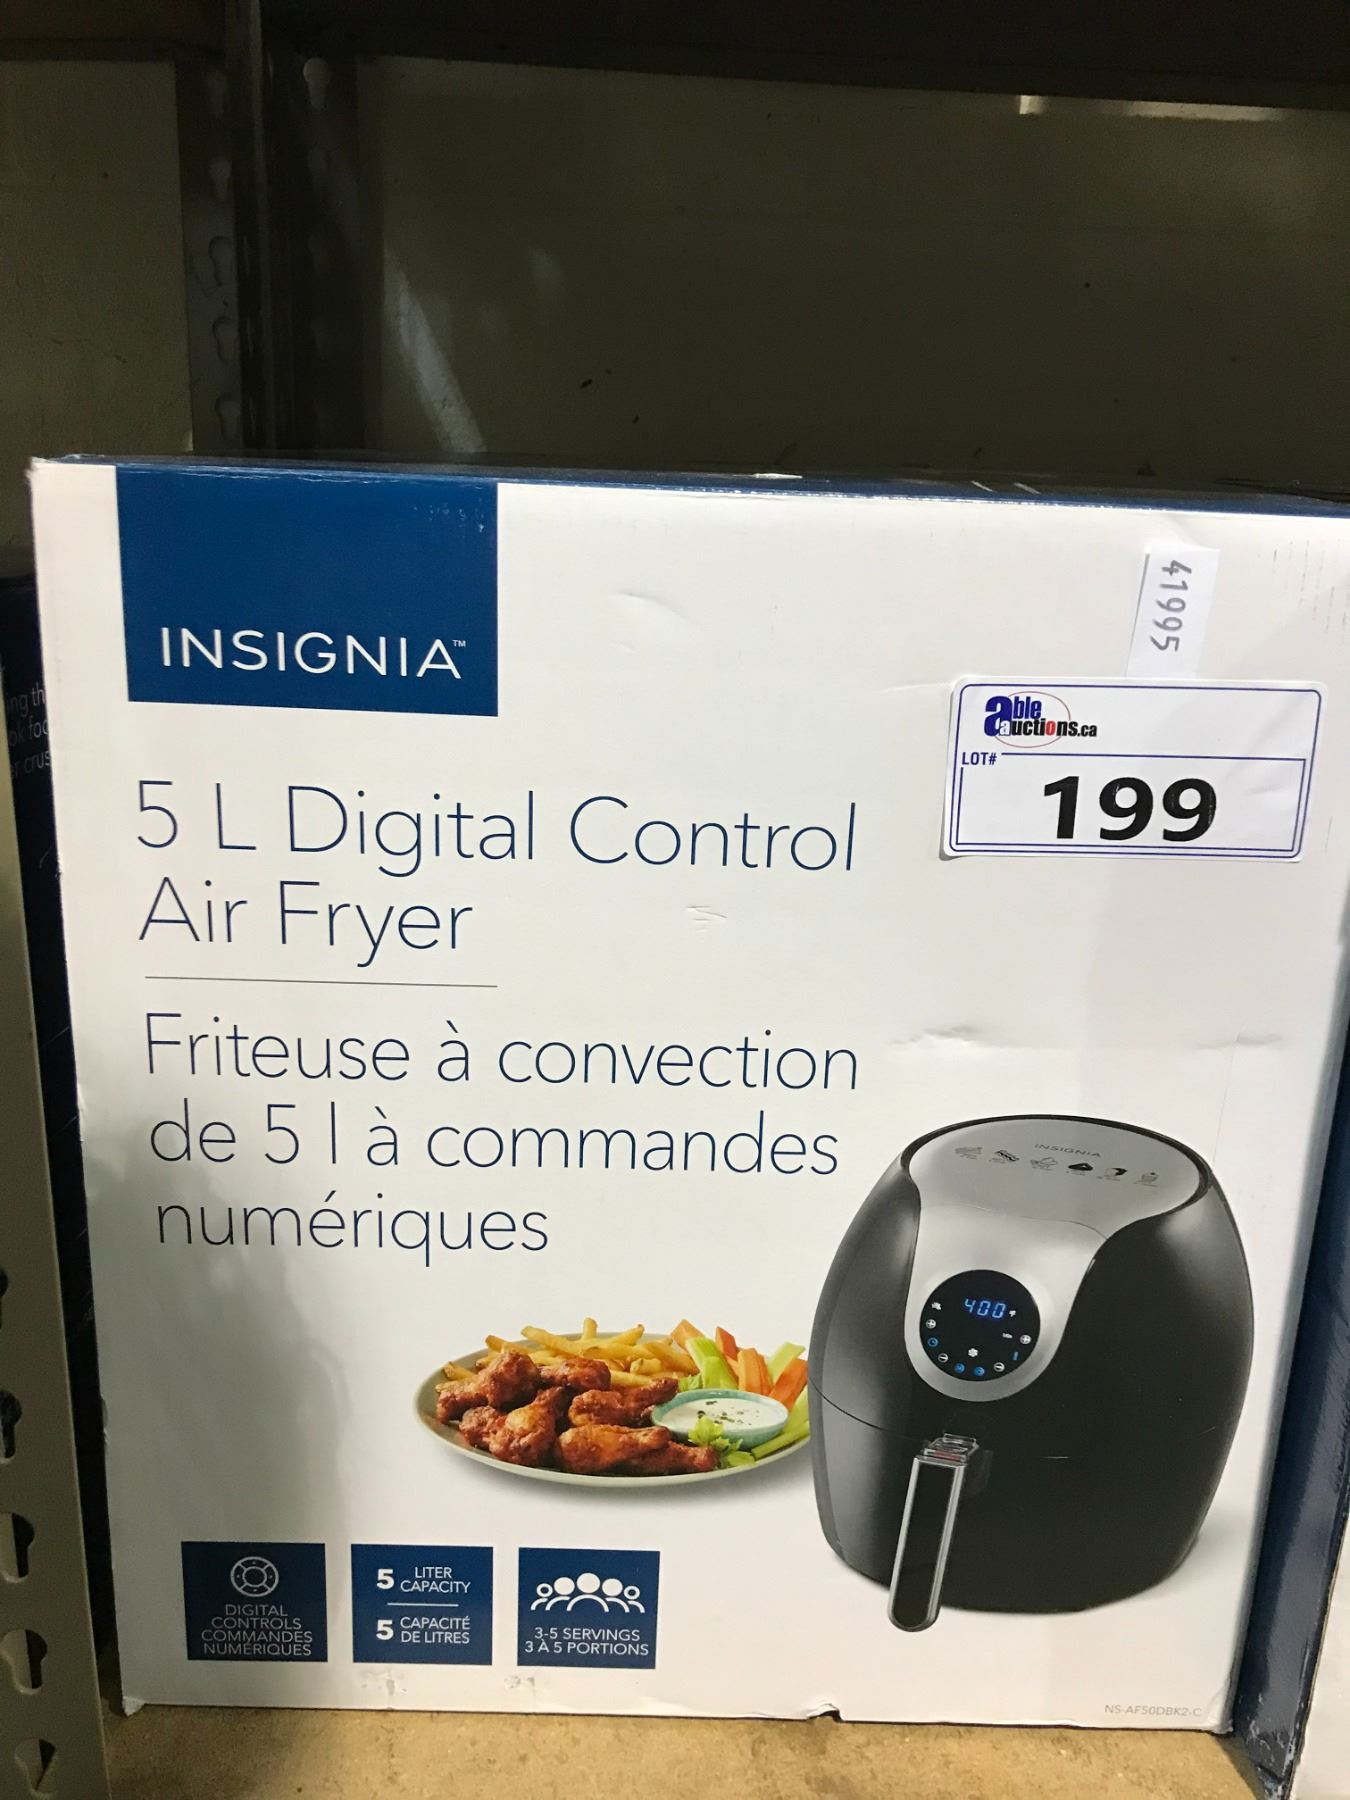 INSIGNIA™
41995
able
auctions.ca
LOT#
199
5 L Digital Control
Air Fryer
Friteuse à convection
de 5 l à commandes
numériques
INSIGNIA
400 °F
DIGITAL
CONTROLS
COMMANDES
NUMÉRIQUES
5 LITER
CAPACITY
5 CAPACITÉ
DE LITRES
3-5 SERVINGS
3 À 5 PORTIONS
NS-AF50DBK2-C